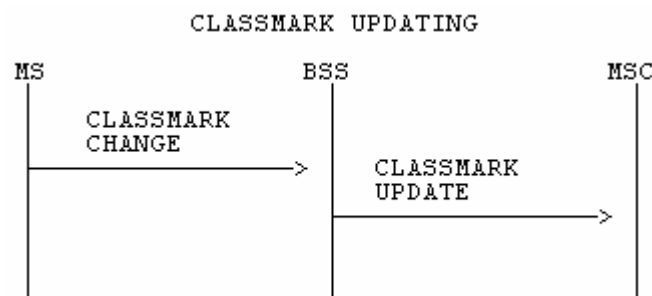 CLASSMARK UPDATING
MS BSS MSC
CLASSMARK
CHANGE
CLASSMARK
UPDATE